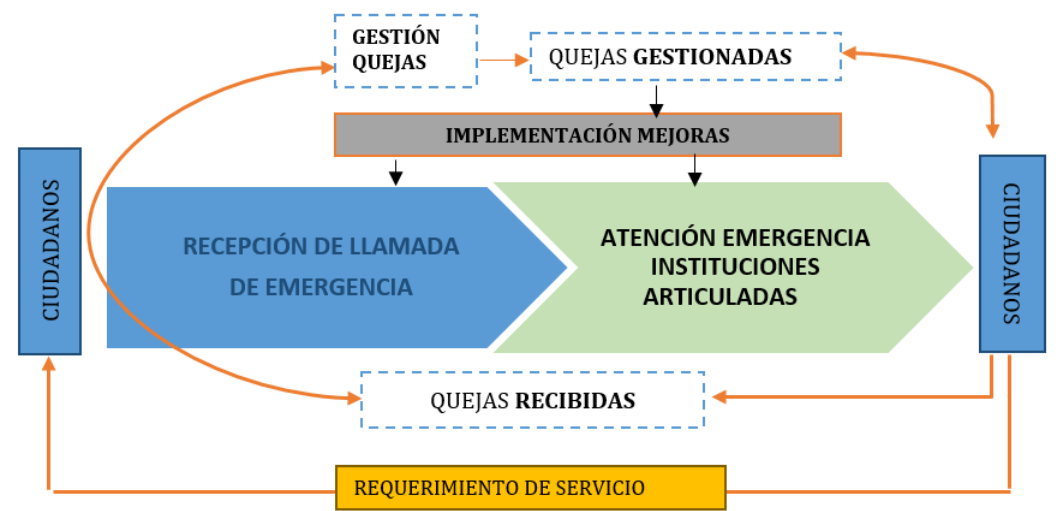 GESTIÓN
QUEJAS
QUEJAS GESTIONADAS
IMPLEMENTACIÓN MEJORAS
CIUDADANOS
RECEPCIÓN DE LLAMADA
DE EMERGENCIA
ATENCIÓN EMERGENCIA
INSTITUCIONES
ARTICULADAS
CIUDADANOS
QUEJAS RECIBIDAS
REQUERIMIENTO DE SERVICIO